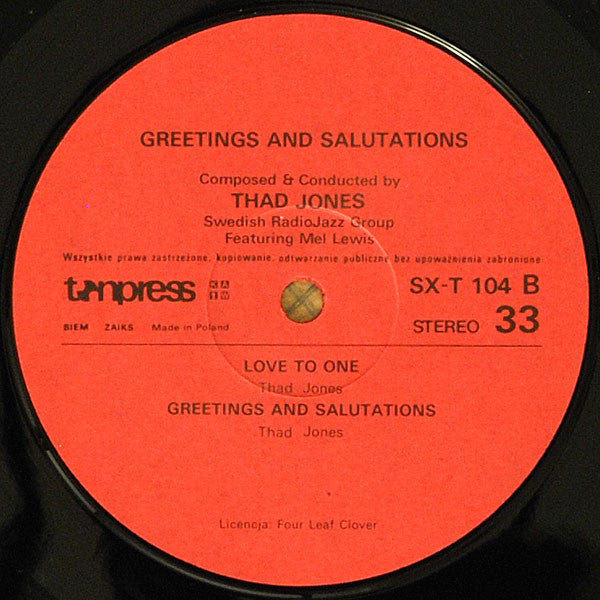 GREETINGS AND SALUTATIONS
Composed & Conducted by
THAD JONES
Swedish RadioJazz Group
Featuring Mel Lewis
Wszystkie prawa zastrzeżone, kopiowanie, odtwarzanie publiczne bez upoważnienia zabronione
tonpress KAW
SX-T 104 B
BIEM ZAIKS Made in Poland
STEREO 33
LOVE TO ONE
Thad Jones
GREETINGS AND SALUTATIONS
Thad Jones
Licencja: Four Leaf Clover